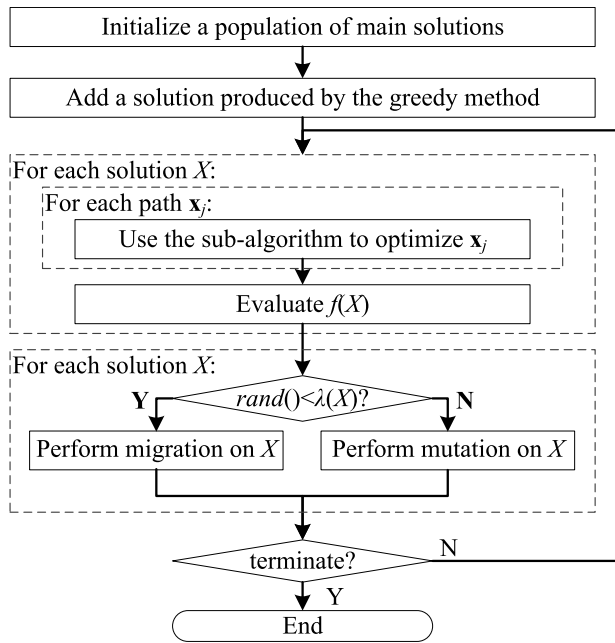 Initialize a population of main solutions
Add a solution produced by the greedy method
For each solution X:
For each path xj:
Use the sub-algorithm to optimize xj
Evaluate f(X)
For each solution X:
rand()<λ(X)?
Y
N
Perform migration on X
Perform mutation on X
terminate?
N
Y
End